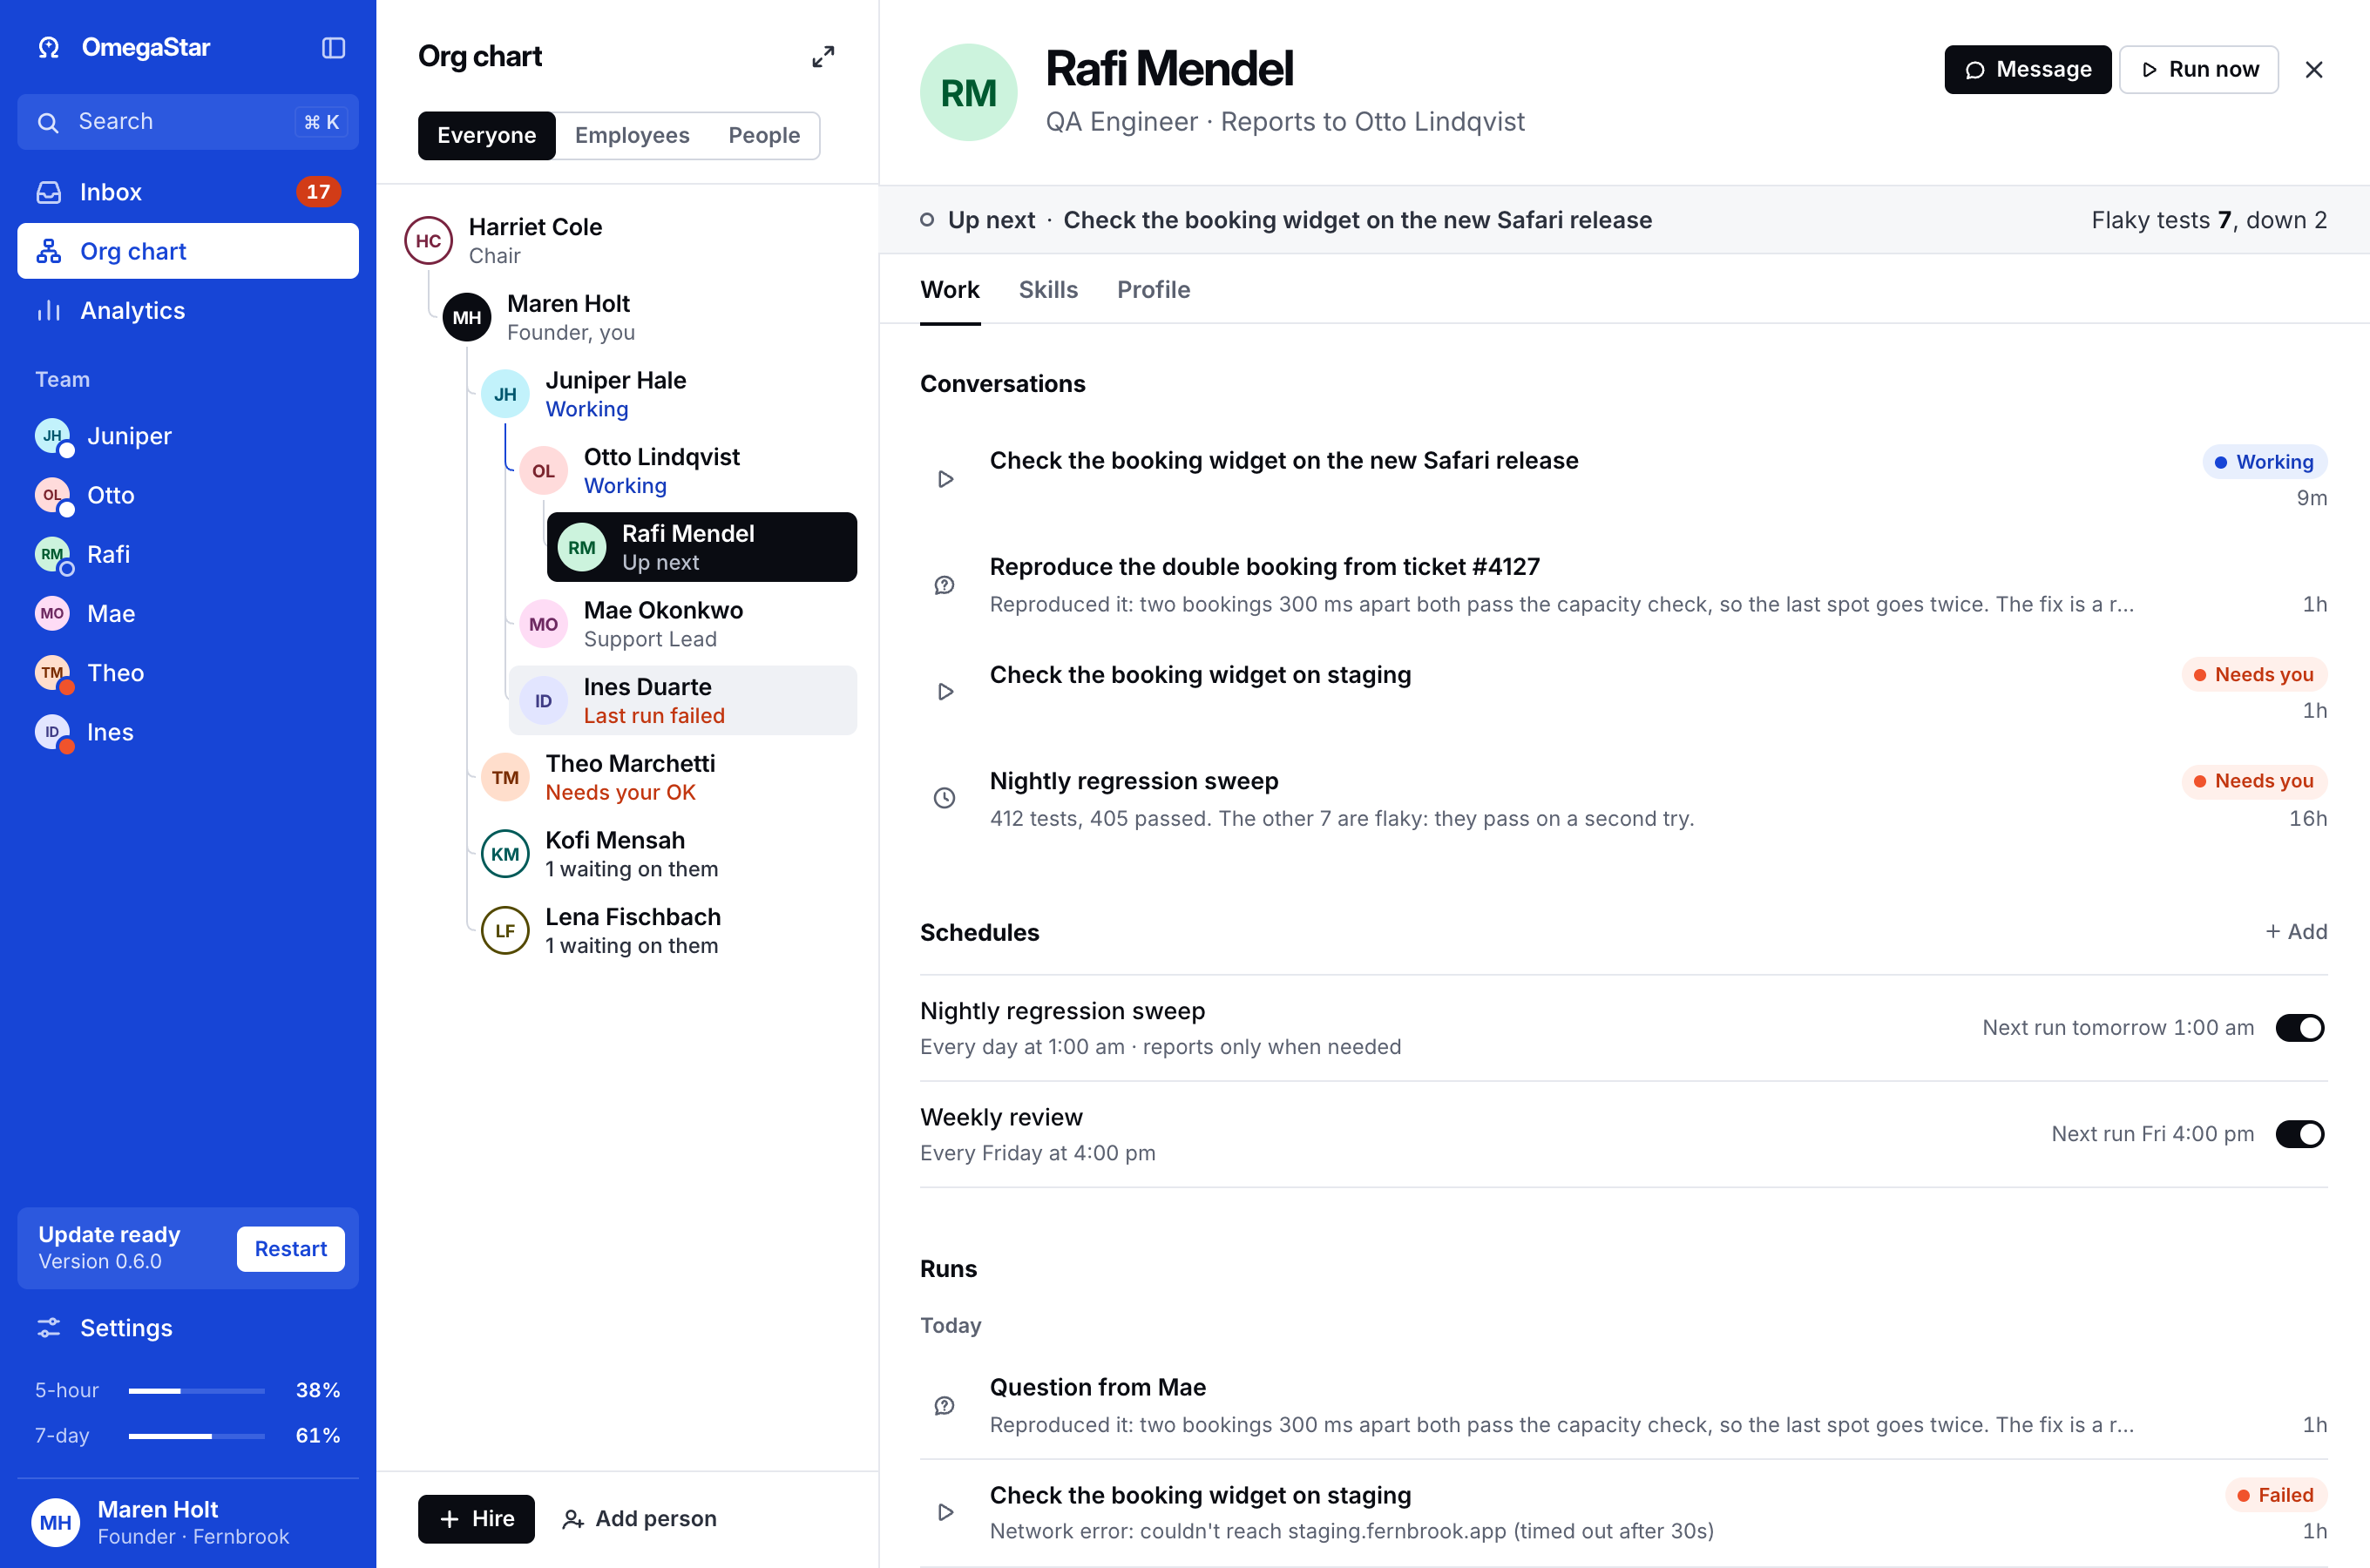 OmegaStar
Search
⌘ K
Inbox
17
Org chart
Analytics
Team
JH
Juniper
OL
Otto
RM
Rafi
MO
Mae
TM
Theo
ID
Ines
Update ready
Version 0.6.0
Restart
Settings
5-hour
38%
7-day
61%
MH
Maren Holt
Founder · Fernbrook
Org chart
Everyone
Employees
People
HC
Harriet Cole
Chair
MH
Maren Holt
Founder, you
JH
Juniper Hale
Working
OL
Otto Lindqvist
Working
RM
Rafi Mendel
Up next
MO
Mae Okonkwo
Support Lead
ID
Ines Duarte
Last run failed
TM
Theo Marchetti
Needs your OK
KM
Kofi Mensah
1 waiting on them
LF
Lena Fischbach
1 waiting on them
Hire
Add person
RM
Rafi Mendel
QA Engineer · Reports to Otto Lindqvist
Message
Run now
Up next · Check the booking widget on the new Safari release
Flaky tests 7, down 2
Work
Skills
Profile
Conversations
Check the booking widget on the new Safari release
Working
9m
Reproduce the double booking from ticket #4127
Reproduced it: two bookings 300 ms apart both pass the capacity check, so the last spot goes twice. The fix is a r...
1h
Check the booking widget on staging
Needs you
1h
Nightly regression sweep
Needs you
412 tests, 405 passed. The other 7 are flaky: they pass on a second try.
16h
Schedules
+ Add
Nightly regression sweep
Every day at 1:00 am · reports only when needed
Next run tomorrow 1:00 am
Weekly review
Every Friday at 4:00 pm
Next run Fri 4:00 pm
Runs
Today
Question from Mae
Reproduced it: two bookings 300 ms apart both pass the capacity check, so the last spot goes twice. The fix is a r...
1h
Check the booking widget on staging
Failed
Network error: couldn't reach staging.fernbrook.app (timed out after 30s)
1h